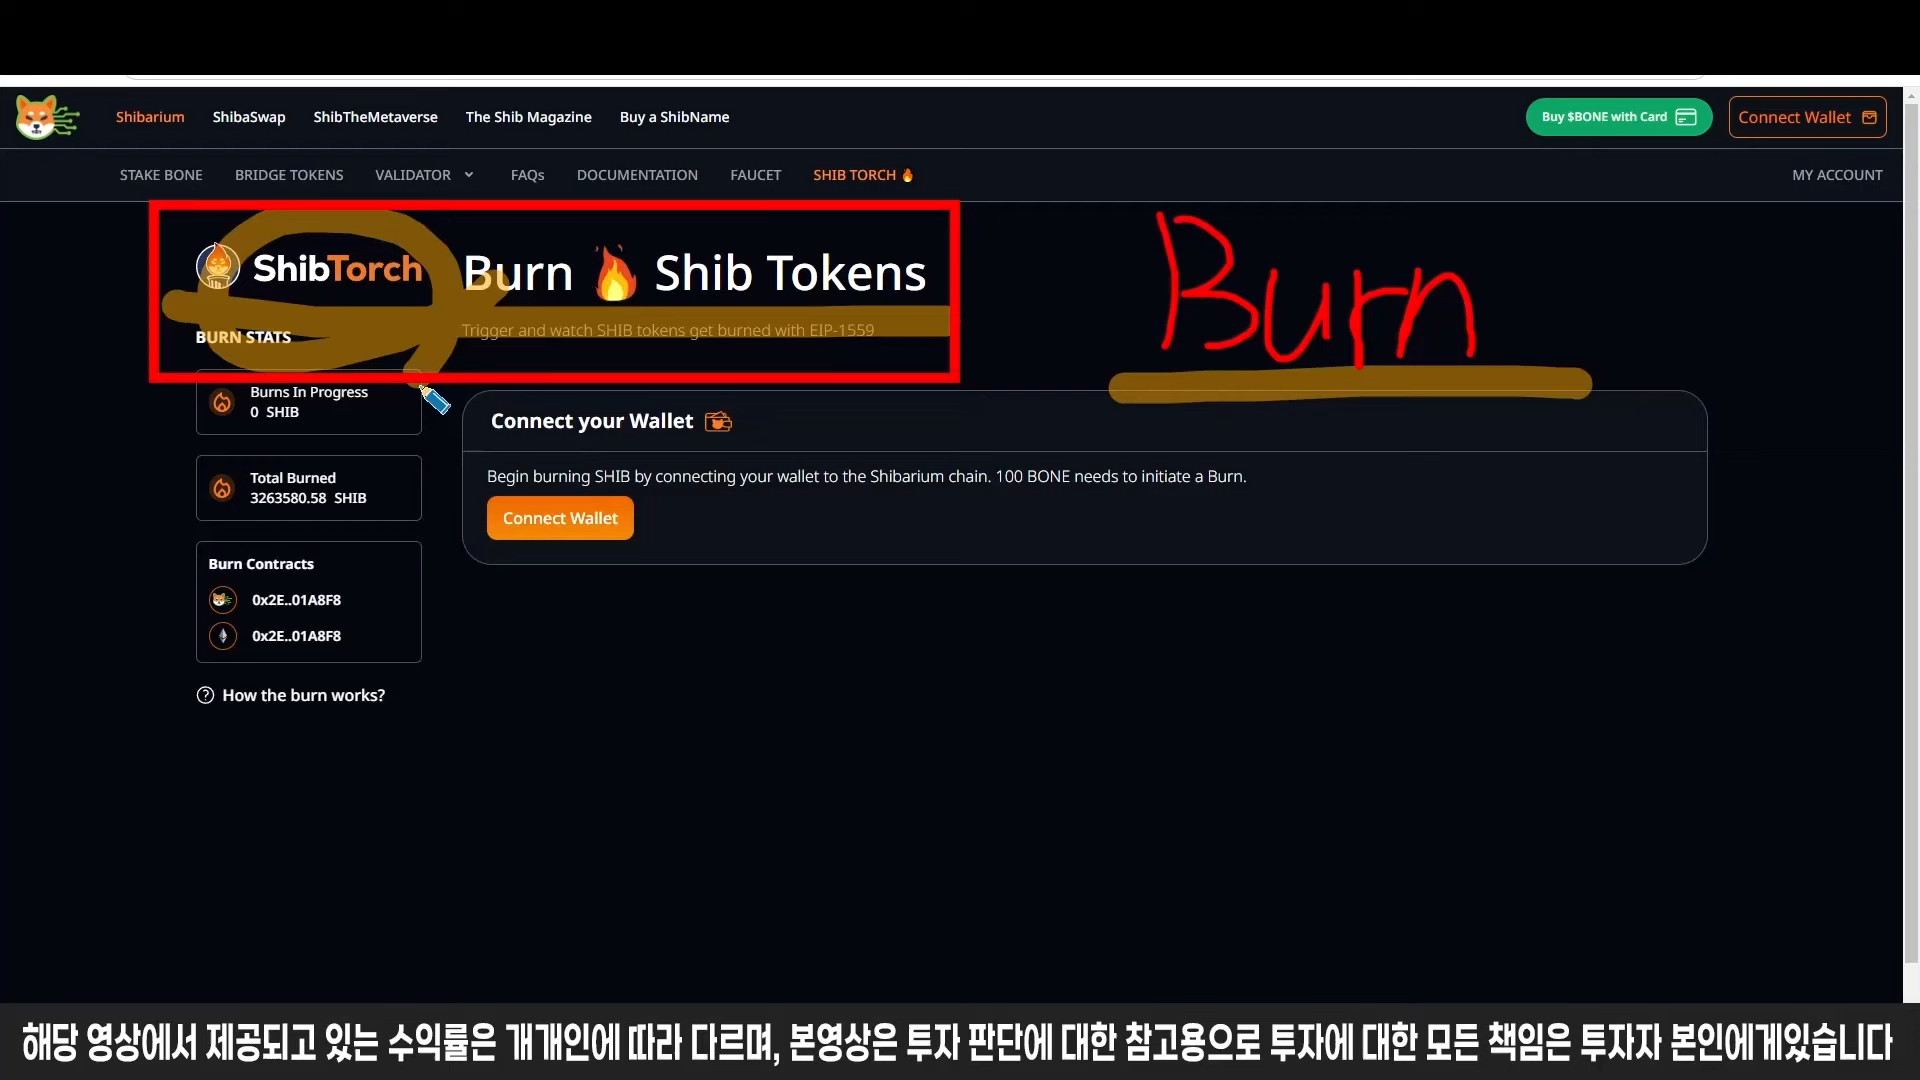 Shibarium ShibaSwap ShibTheMetaverse The Shib Magazine Buy a ShibName Buy $BONE with Card Connect Wallet
STAKE BONE BRIDGE TOKENS VALIDATOR FAQs DOCUMENTATION FAUCET SHIB TORCH MY ACCOUNT
ShibTorch
Burn Shib Tokens
Burn
Trigger and watch SHIB tokens get burned with EIP-1559
BURN STATS
Burns In Progress
0 SHIB
Connect your Wallet
Begin burning SHIB by connecting your wallet to the Shibarium chain. 100 BONE needs to initiate a Burn.
Connect Wallet
Total Burned
3263580.58 SHIB
Burn Contracts
0x2E..01A8F8
0x2E..01A8F8
How the burn works?
해당 영상에서 제공되고 있는 수익률은 개개인에 따라 다르며, 본영상은 투자 판단에 대한 참고용으로 투자에 대한 모든 책임은 투자자 본인에게있습니다